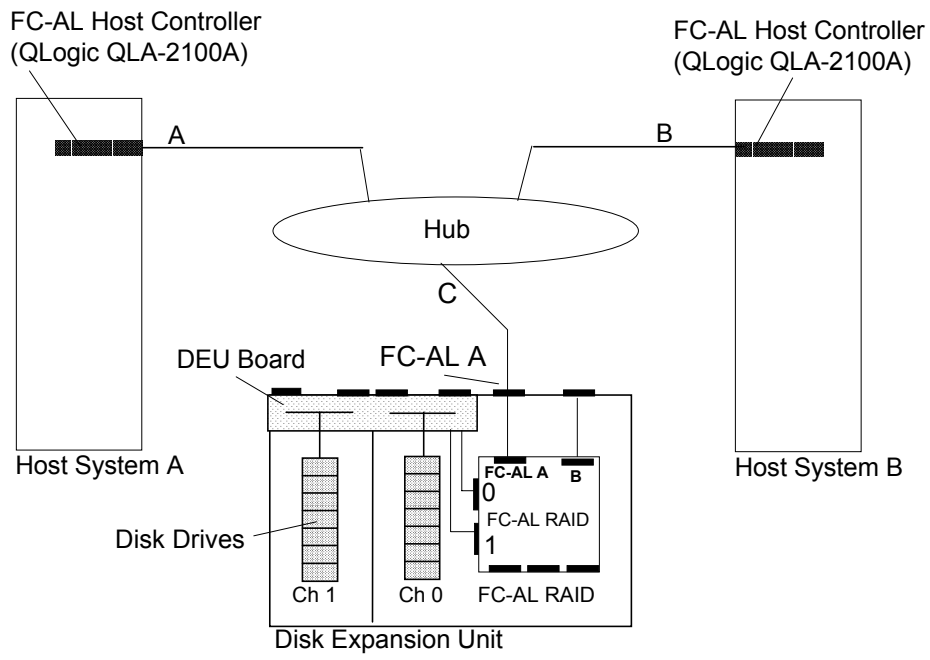 FC-AL Host Controller
(QLogic QLA-2100A)
FC-AL Host Controller
(QLogic QLA-2100A)
A
B
Hub
C
DEU Board
FC-AL A
Host System A
Host System B
FC-AL A
B
0
FC-AL RAID
1
Disk Drives
Ch 1
Ch 0
FC-AL RAID
Disk Expansion Unit